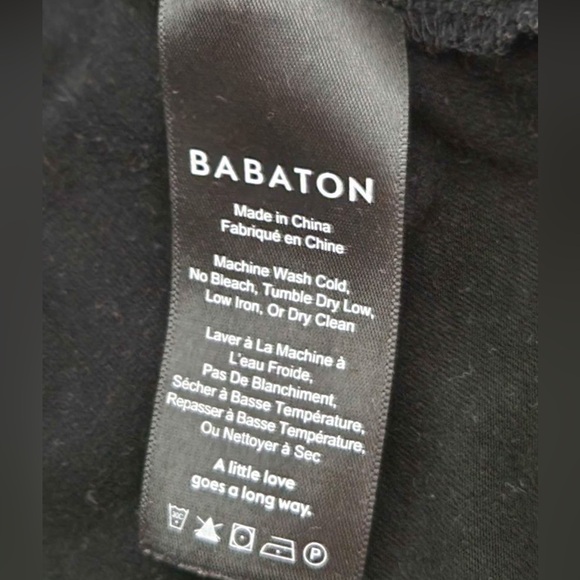 BABATON
Made in China
Fabriqué en Chine
Machine Wash Cold,
No Bleach, Tumble Dry Low,
Low Iron, Or Dry Clean
Laver à La Machine à
L'eau Froide,
Pas De Blanchiment,
Sécher à Basse Température,
Repasser à Basse Température,
Ou Nettoyer à Sec
A little love
goes a long way.
P